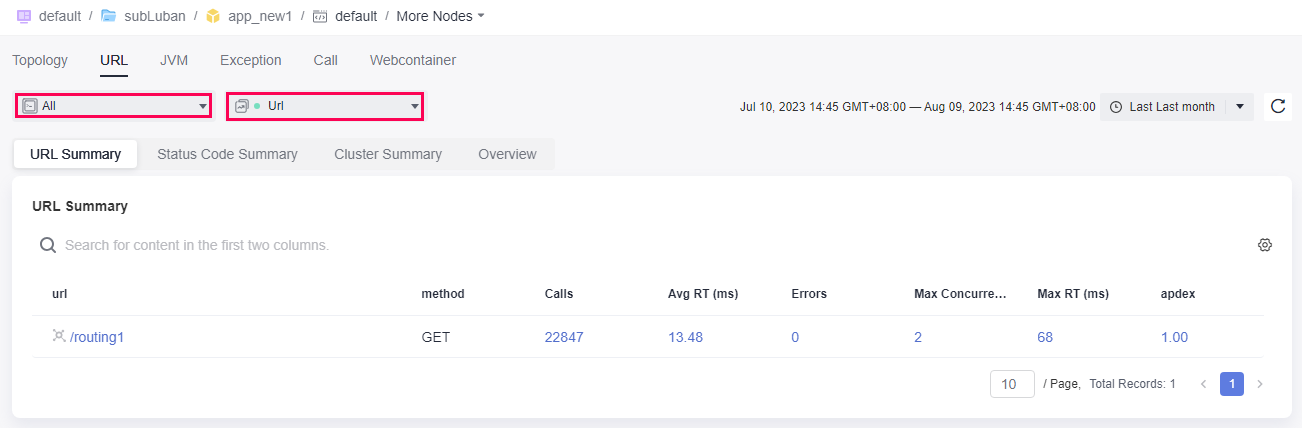 default / subLuban / app_new1 / default / More Nodes
Topology URL JVM Exception Call Webcontainer
All Url Jul 10, 2023 14:45 GMT+08:00 — Aug 09, 2023 14:45 GMT+08:00 Last Last month
URL Summary Status Code Summary Cluster Summary Overview
URL Summary
Search for content in the first two columns.
url method Calls Avg RT (ms) Errors Max Concurre... Max RT (ms) apdex
/routing1 GET 22847 13.48 0 2 68 1.00
10 / Page, Total Records: 1 < 1 >